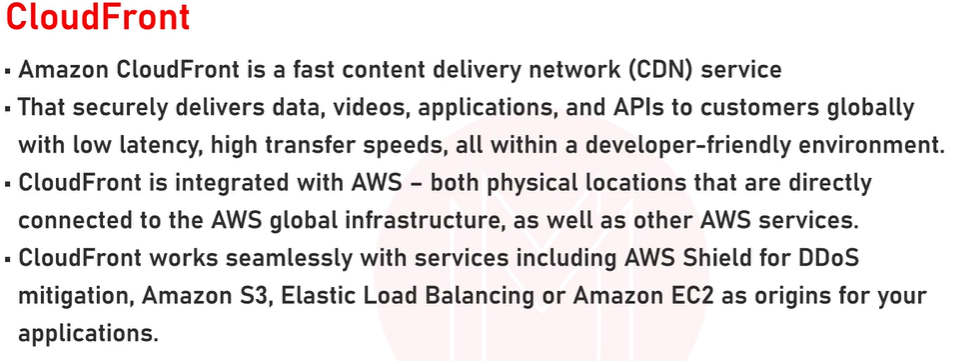 CloudFront
▪ Amazon CloudFront is a fast content delivery network (CDN) service
▪ That securely delivers data, videos, applications, and APIs to customers globally
with low latency, high transfer speeds, all within a developer-friendly environment.
▪ CloudFront is integrated with AWS – both physical locations that are directly
connected to the AWS global infrastructure, as well as other AWS services.
▪ CloudFront works seamlessly with services including AWS Shield for DDoS
mitigation, Amazon S3, Elastic Load Balancing or Amazon EC2 as origins for your
applications.